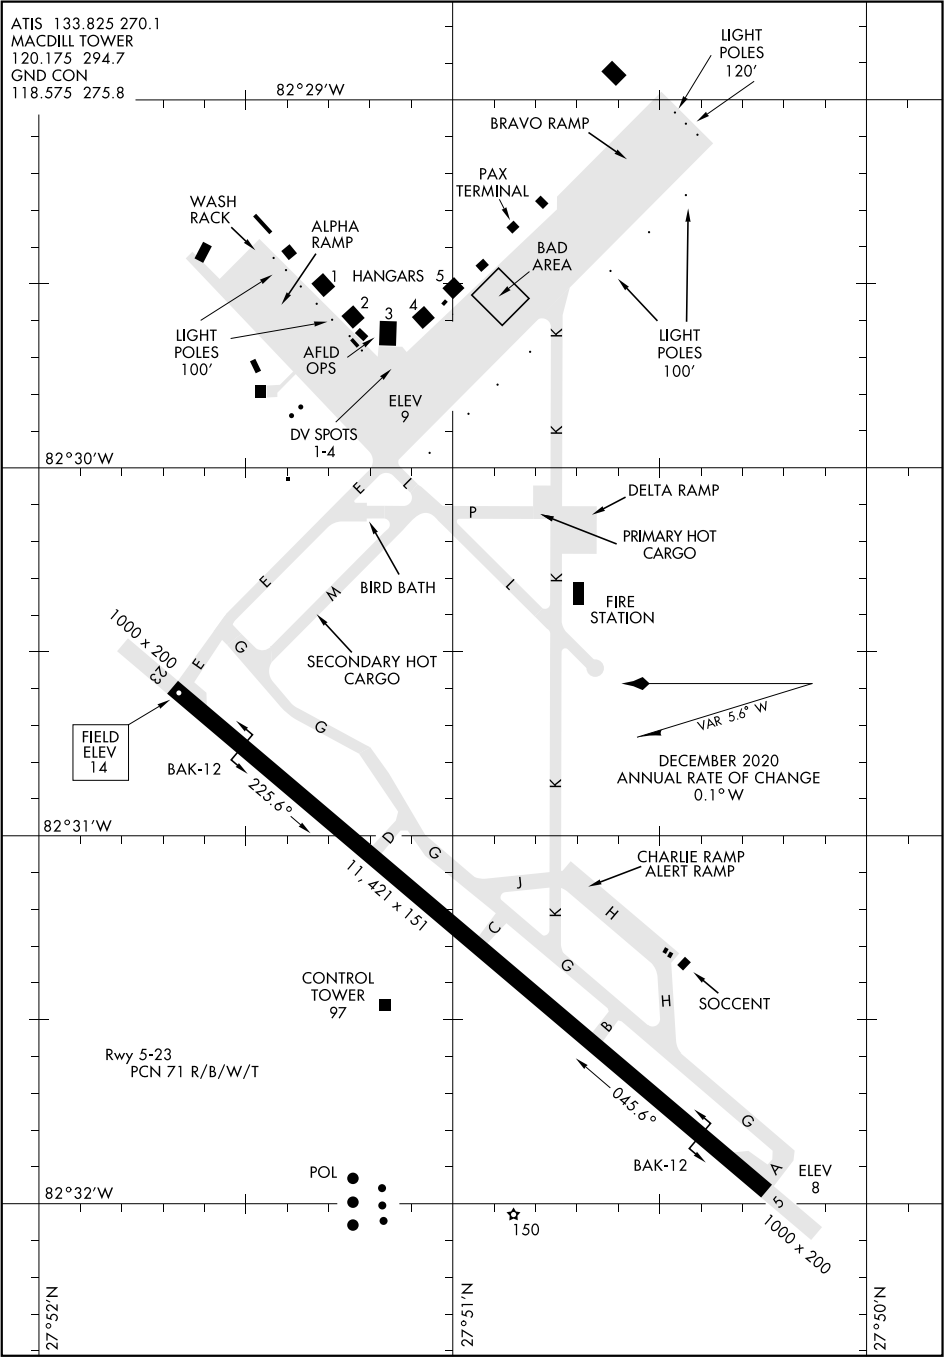 ATIS 133.825 270.1
MACDILL TOWER
120.175 294.7
GND CON
118.575 275.8
82°29'W
LIGHT
POLES
120'
BRAVO RAMP
PAX
TERMINAL
WASH
RACK
ALPHA
RAMP
BAD
AREA
HANGARS
1
2
3
4
5
LIGHT
POLES
100'
AFLD
OPS
LIGHT
POLES
100'
K
ELEV
9
DV SPOTS
1-4
K
82°30'W
E
L
P
DELTA RAMP
PRIMARY HOT
CARGO
BIRD BATH
E
M
L
K
FIRE
STATION
1000 x 200
23
E
G
SECONDARY HOT
CARGO
G
VAR 5.6° W
FIELD
ELEV
14
BAK-12
225.6°
DECEMBER 2020
ANNUAL RATE OF CHANGE
0.1° W
K
82°31'W
D
G
11, 421 x 151
J
CHARLIE RAMP
ALERT RAMP
H
K
C
G
CONTROL
TOWER
97
SOCCENT
H
B
Rwy 5-23
PCN 71 R/B/W/T
045.6°
G
BAK-12
A
ELEV
8
POL
82°32'W
5
1000 x 200
150
27°52'N
27°51'N
27°50'N